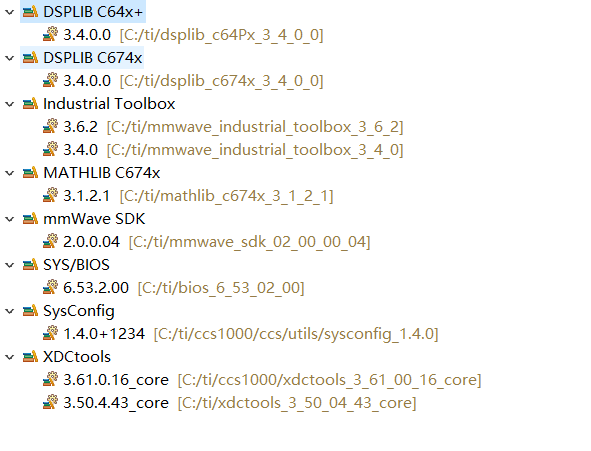 DSPLIB C64x+
3.4.0.0 [C:/ti/dsplib_c64Px_3_4_0_0]
DSPLIB C674x
3.4.0.0 [C:/ti/dsplib_c674x_3_4_0_0]
Industrial Toolbox
3.6.2 [C:/ti/mmwave_industrial_toolbox_3_6_2]
3.4.0 [C:/ti/mmwave_industrial_toolbox_3_4_0]
MATHLIB C674x
3.1.2.1 [C:/ti/mathlib_c674x_3_1_2_1]
mmWave SDK
2.0.0.04 [C:/ti/mmwave_sdk_02_00_00_04]
SYS/BIOS
6.53.2.00 [C:/ti/bios_6_53_02_00]
SysConfig
1.4.0+1234 [C:/ti/ccs1000/ccs/utils/sysconfig_1.4.0]
XDCtools
3.61.0.16_core [C:/ti/ccs1000/xdctools_3_61_00_16_core]
3.50.4.43_core [C:/ti/xdctools_3_50_04_43_core]